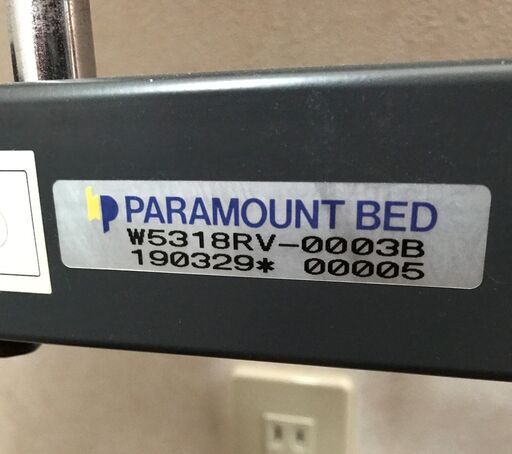 PARAMOUNT BED
W5318RV-0003B
190329* 00005